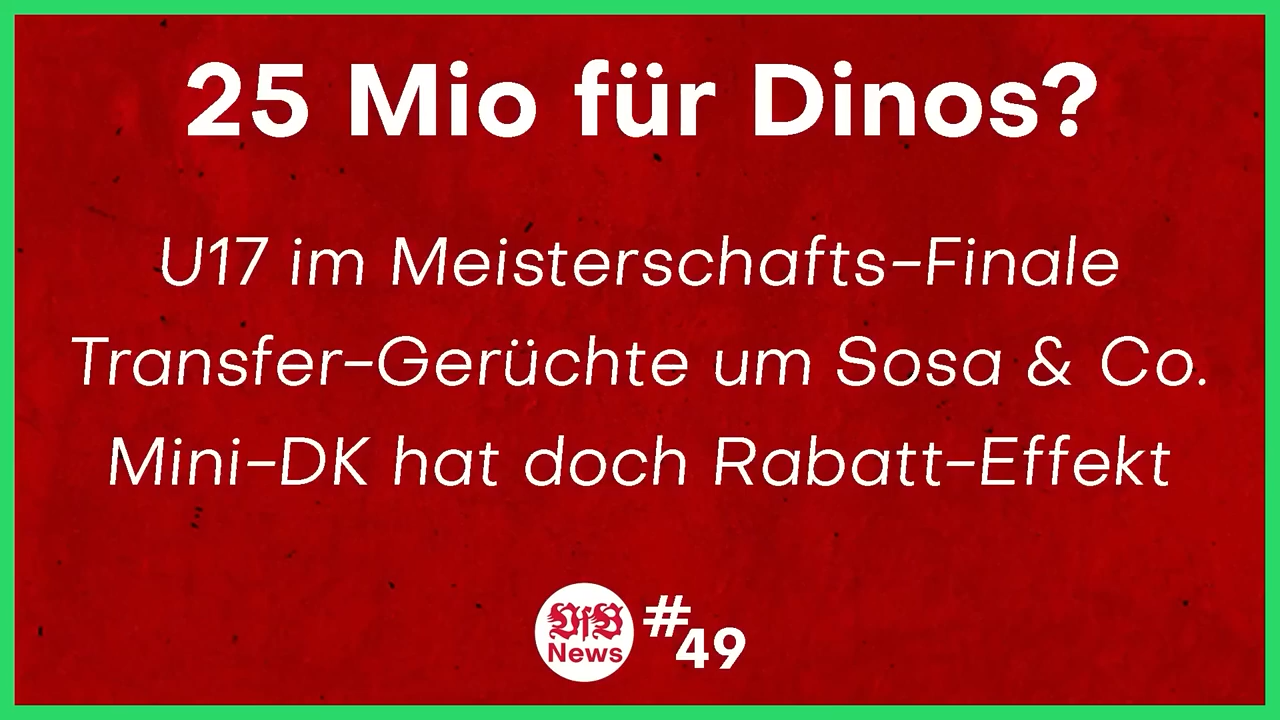 25 Mio für Dinos?
U17 im Meisterschafts-Finale
Transfer-Gerüchte um Sosa & Co.
Mini-DK hat doch Rabatt-Effekt
VfB
News
#49